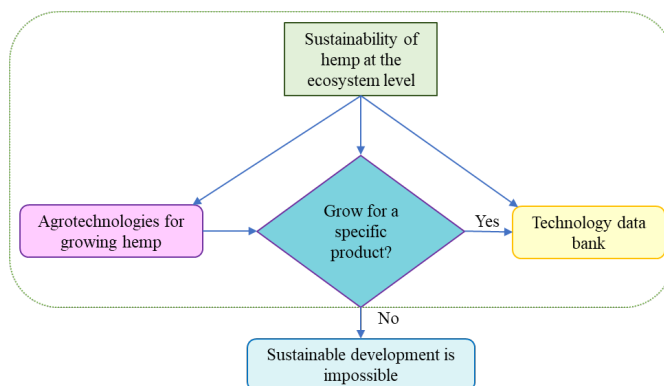 Sustainability of
hemp at the
ecosystem level
Agrotechnologies for
growing hemp
Grow for a
specific
product?
Yes
Technology data
bank
No
Sustainable development is
impossible